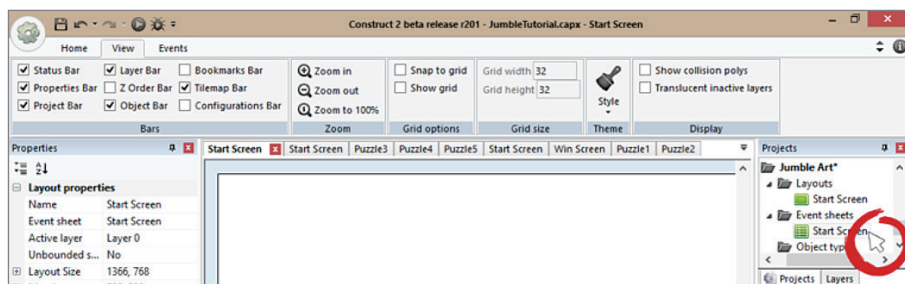 Construct 2 beta release r201 - JumbleTutorial.capx - Start Screen
Home View Events
Status Bar Layer Bar Bookmarks Bar Zoom in Snap to grid Grid width 32 Show collision polys
Properties Bar Z Order Bar Tilemap Bar Zoom out Show grid Grid height 32 Translucent inactive layers
Project Bar Object Bar Configurations Bar Zoom to 100% Style
Bars Zoom Grid options Grid size Theme Display
Properties Start Screen Start Screen Puzzle3 Puzzle4 Puzzle5 Start Screen Win Screen Puzzle1 Puzzle2 Projects
Jumble Art*
Layout properties Layouts
Name Start Screen Start Screen
Event sheet Start Screen Event sheets
Active layer Layer 0 Start Screen
Unbounded s... No Object typ
Layout Size 1366, 768
Projects Layers